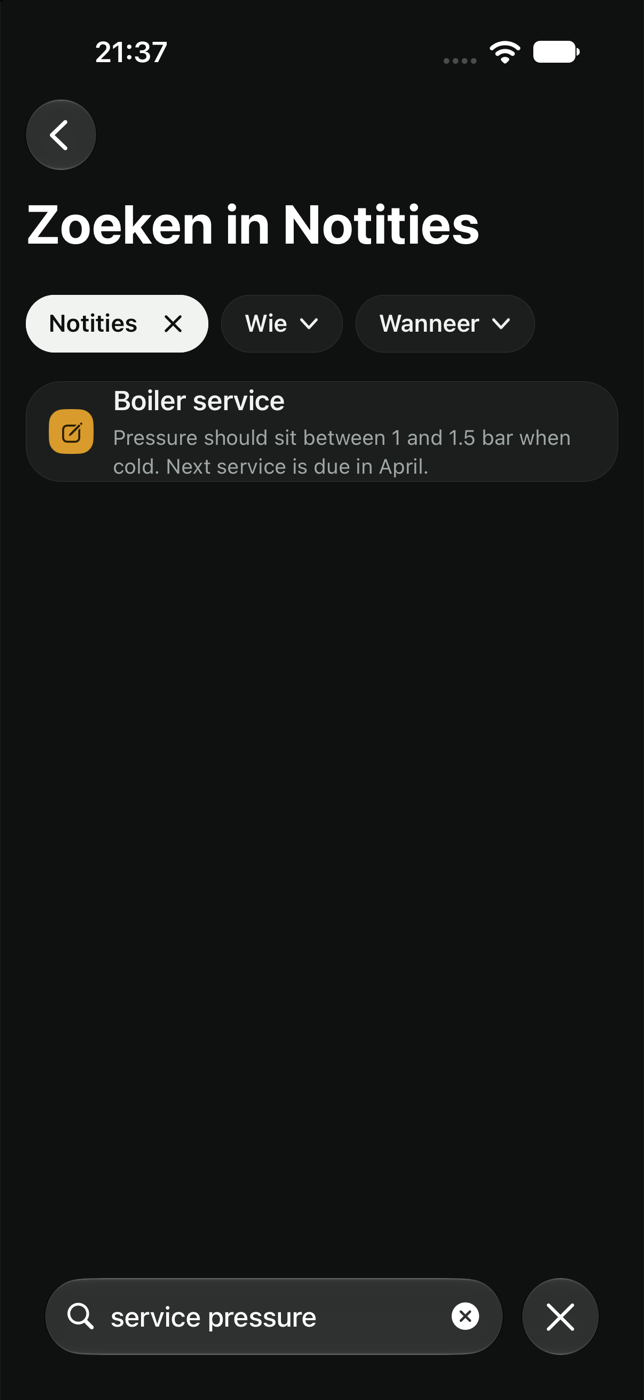 21:37
Zoeken in Notities
Notities
Wie
Wanneer
Boiler service
Pressure should sit between 1 and 1.5 bar when
cold. Next service is due in April.
service pressure